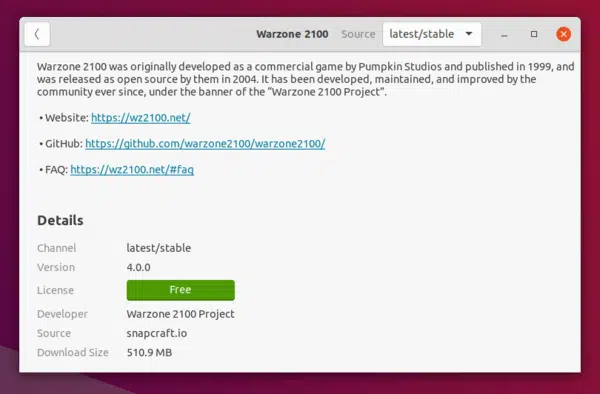 Warzone 2100 Source latest/stable
Warzone 2100 was originally developed as a commercial game by Pumpkin Studios and published in 1999, and
was released as open source by them in 2004. It has been developed, maintained, and improved by the
community ever since, under the banner of the “Warzone 2100 Project”.
• Website: https://wz2100.net/
• GitHub: https://github.com/warzone2100/warzone2100/
• FAQ: https://wz2100.net/#faq
Details
Channel latest/stable
Version 4.0.0
License Free
Developer Warzone 2100 Project
Source snapcraft.io
Download Size 510.9 MB